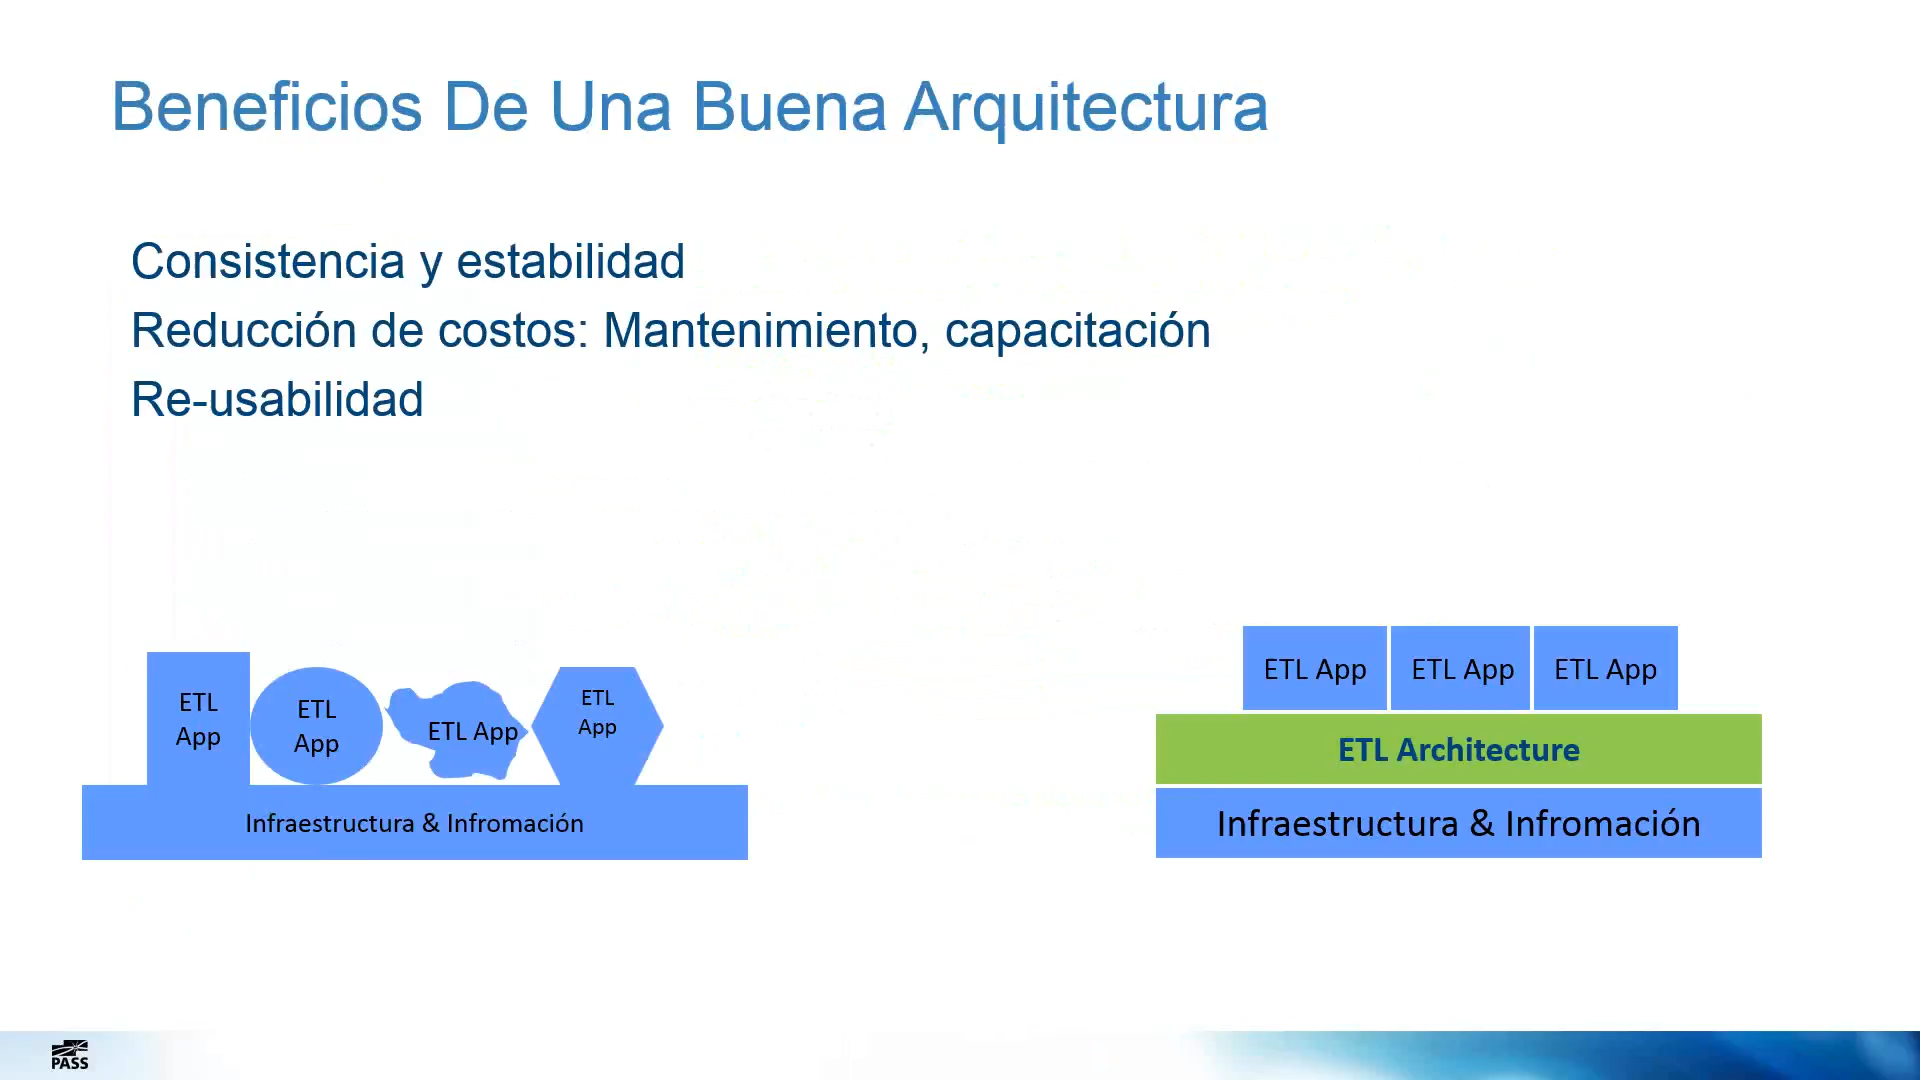 Beneficios De Una Buena Arquitectura
Consistencia y estabilidad
Reducción de costos: Mantenimiento, capacitación
Re-usabilidad
ETL
App
ETL
App
ETL App
ETL
App
Infraestructura & Infromación
ETL App
ETL App
ETL App
ETL Architecture
Infraestructura & Infromación
PASS